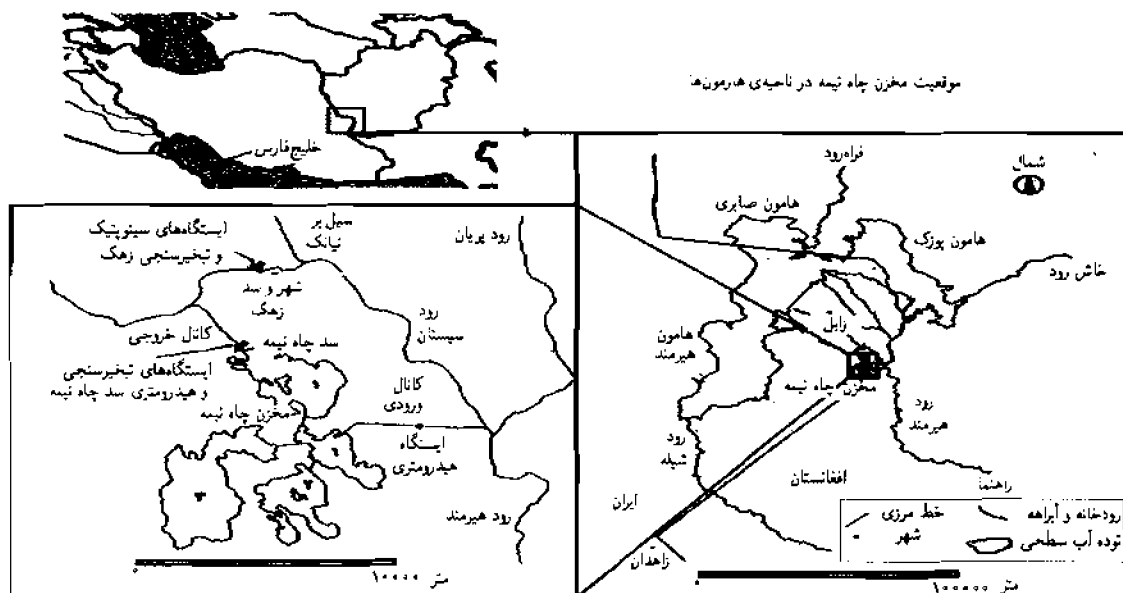 موقعیت مخزن چاه نیمه در ناحیه‌ی هامون‌ها
خلیج فارس
شمال
فراه رود
هامون صابری
هامون پوزک
خاش رود
زابل
هامون
هیرمند
مخزن چاه نیمه
رود
هیرمند
رود
شیله
افغانستان
ایران
زاهدان
راهنما
رودخانه و آبراهه
خط مرزی
توده آب سطحی
شهر
۱۰۰۰۰۰ متر
ایستگاه‌های سینوپتیک
و تبخیرسنجی زهک
سیل بر
نیاتک
رود پریان
شهر و سد
زهک
رود
سیستان
کانال خروجی
سد چاه نیمه
ایستگاه‌های تبخیرسنجی
و هیدرومتری سد چاه نیمه
کانال
ورودی
مخزن چاه نیمه
ایستگاه
هیدرومتری
رود هیرمند
۱۰۰۰۰ متر